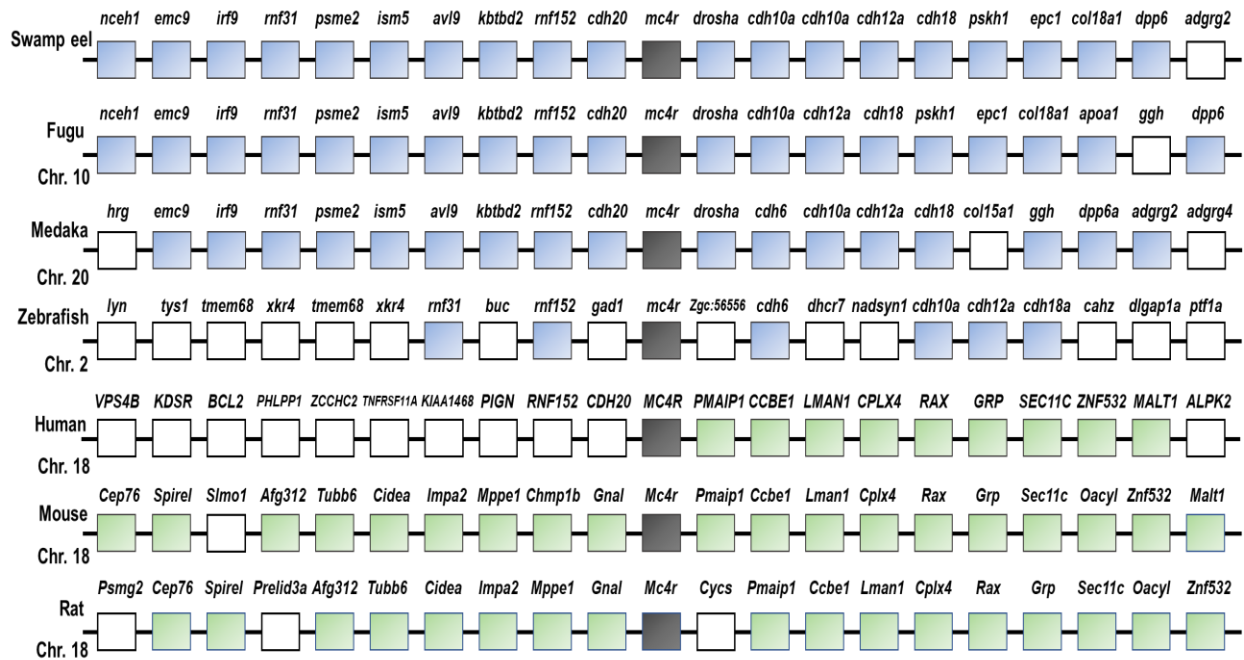 nceh1 emc9 irf9 rnf31 psme2 ism5 avl9 kbtbd2 rnf152 cdh20 mc4r drosha cdh10a cdh10a cdh12a cdh18 pskh1 epc1 col18a1 dpp6 adgrg2
Swamp eel
nceh1 emc9 irf9 rnf31 psme2 ism5 avl9 kbtbd2 rnf152 cdh20 mc4r drosha cdh10a cdh12a cdh18 pskh1 epc1 col18a1 apoa1 ggh dpp6
Fugu
Chr. 10
hrg emc9 irf9 rnf31 psme2 ism5 avl9 kbtbd2 rnf152 cdh20 mc4r drosha cdh6 cdh10a cdh12a cdh18 col15a1 ggh dpp6a adgrg2 adgrg4
Medaka
Chr. 20
lyn tys1 tmem68 xkr4 tmem68 xkr4 rnf31 buc rnf152 gad1 mc4r Zgc:56556 cdh6 dhcr7 nadsyn1 cdh10a cdh12a cdh18a cahz dlgap1a ptf1a
Zebrafish
Chr. 2
VPS4B KDSR BCL2 PHLPP1 ZCCHC2 TNFRSF11A KIAA1468 PIGN RNF152 CDH20 MC4R PMAIP1 CCBE1 LMAN1 CPLX4 RAX GRP SEC11C ZNF532 MALT1 ALPK2
Human
Chr. 18
Cep76 Spirel Slmo1 Afg312 Tubb6 Cidea Impa2 Mppe1 Chmp1b Gnal Mc4r Pmaip1 Ccbe1 Lman1 Cplx4 Rax Grp Sec11c Oacyl Znf532 Malt1
Mouse
Chr. 18
Psmg2 Cep76 Spirel Prelid3a Afg312 Tubb6 Cidea Impa2 Mppe1 Gnal Mc4r Cycs Pmaip1 Ccbe1 Lman1 Cplx4 Rax Grp Sec11c Oacyl Znf532
Rat
Chr. 18